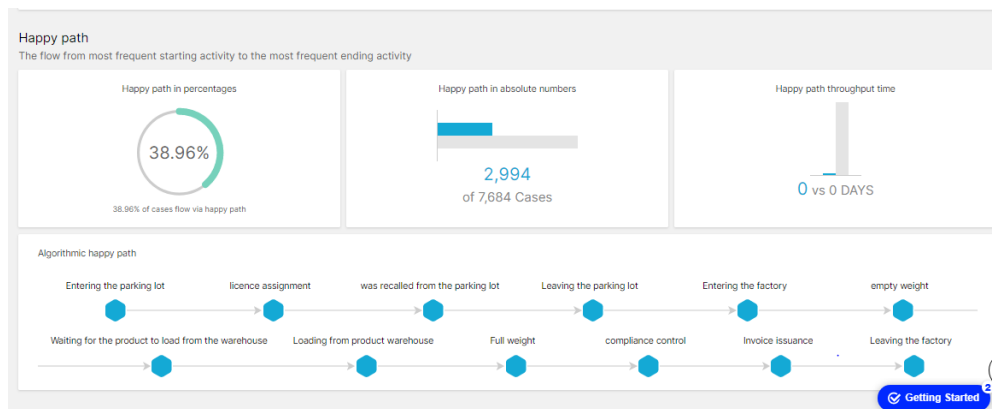 Happy path
The flow from most frequent starting activity to the most frequent ending activity
Happy path in percentages
38.96%
38.96% of cases flow via happy path
Happy path in absolute numbers
2,994
of 7,684 Cases
Happy path throughput time
0 vs 0 DAYS
Algorithmic happy path
Entering the parking lot licence assignment was recalled from the parking lot Leaving the parking lot Entering the factory empty weight
Waiting for the product to load from the warehouse Loading from product warehouse Full weight compliance control Invoice issuance Leaving the factory
Getting Started
2